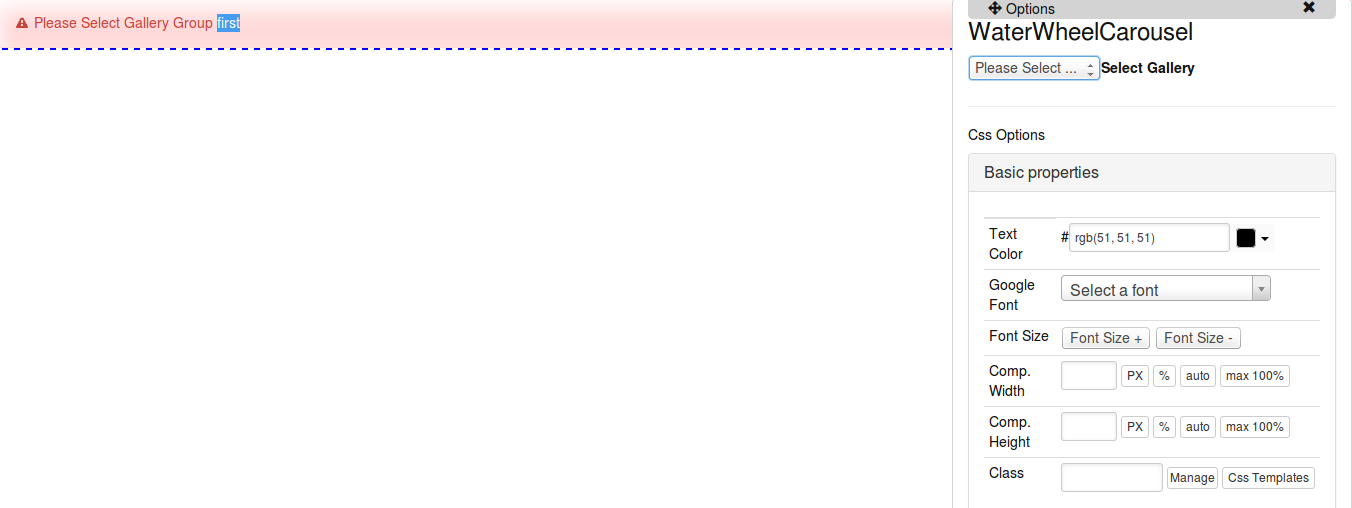 Please Select Gallery Group first
Options
WaterWheelCarousel
Please Select ... Select Gallery
Css Options
Basic properties
Text Color # rgb(51, 51, 51)
Google Font Select a font
Font Size Font Size + Font Size -
Comp. Width PX % auto max 100%
Comp. Height PX % auto max 100%
Class Manage Css Templates